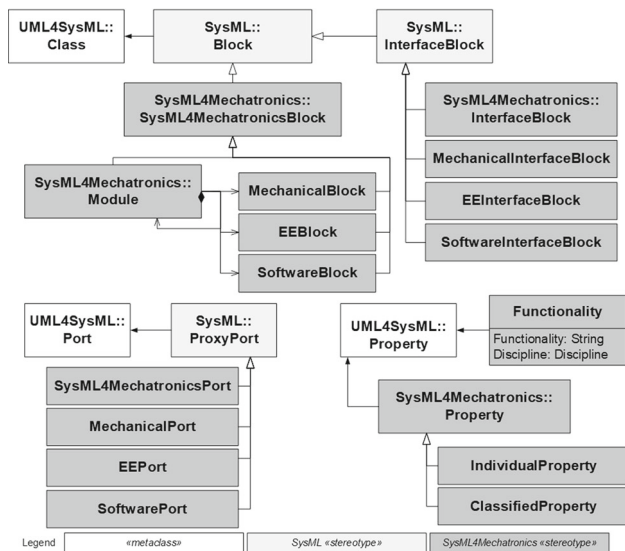 UML4SysML::
Class
SysML::
Block
SysML::
InterfaceBlock
SysML4Mechatronics::
SysML4MechatronicsBlock
SysML4Mechatronics::
InterfaceBlock
MechanicalInterfaceBlock
EEInterfaceBlock
SoftwareInterfaceBlock
SysML4Mechatronics::
Module
MechanicalBlock
EEBlock
SoftwareBlock
UML4SysML::
Port
SysML::
ProxyPort
SysML4MechatronicsPort
MechanicalPort
EEPort
SoftwarePort
UML4SysML::
Property
Functionality
Functionality: String
Discipline: Discipline
SysML4Mechatronics::
Property
IndividualProperty
ClassifiedProperty
Legend
«metaclass»
SysML «stereotype»
SysML4Mechatronics «stereotype»